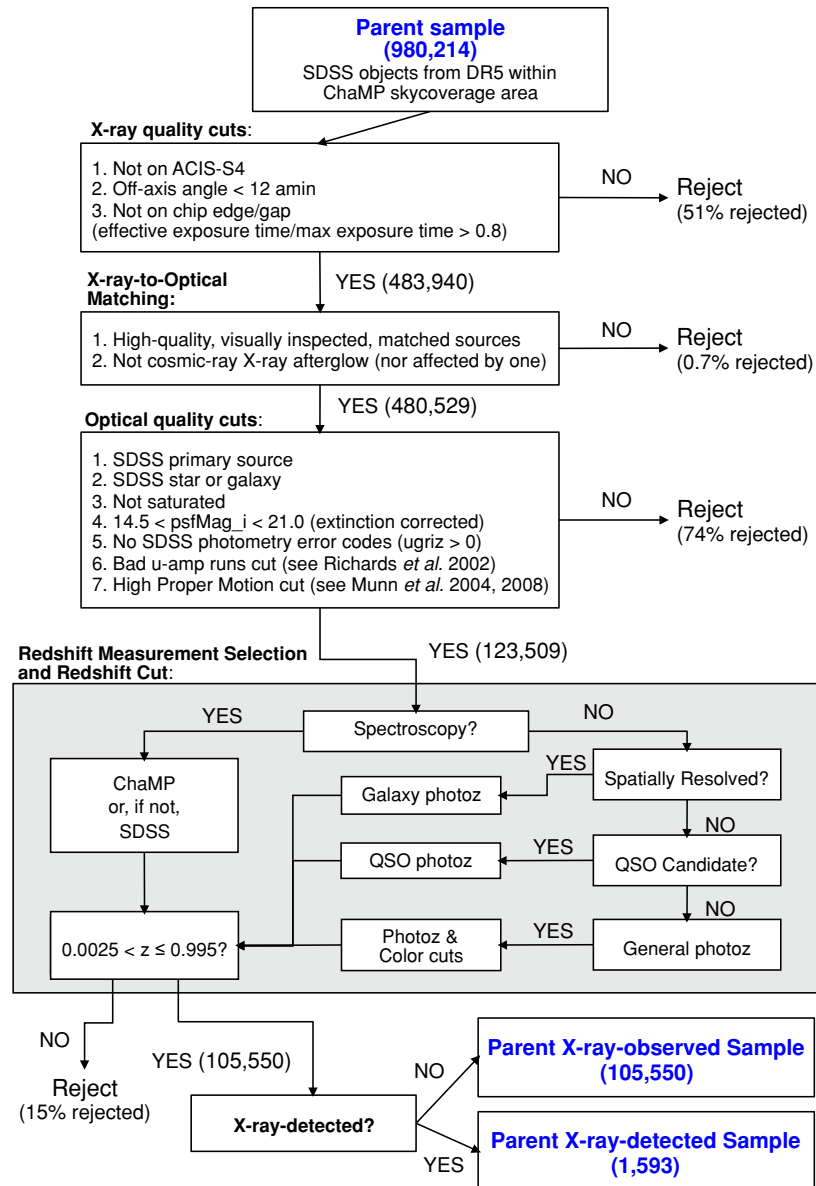 Parent sample
(980,214)
SDSS objects from DR5 within
ChaMP skycoverage area
X-ray quality cuts:
1. Not on ACIS-S4
2. Off-axis angle < 12 amin
3. Not on chip edge/gap
(effective exposure time/max exposure time > 0.8)
NO
Reject
(51% rejected)
YES (483,940)
X-ray-to-Optical
Matching:
1. High-quality, visually inspected, matched sources
2. Not cosmic-ray X-ray afterglow (nor affected by one)
NO
Reject
(0.7% rejected)
YES (480,529)
Optical quality cuts:
1. SDSS primary source
2. SDSS star or galaxy
3. Not saturated
4. 14.5 < psfMag_i < 21.0 (extinction corrected)
5. No SDSS photometry error codes (ugriz > 0)
6. Bad u-amp runs cut (see Richards et al. 2002)
7. High Proper Motion cut (see Munn et al. 2004, 2008)
NO
Reject
(74% rejected)
YES (123,509)
Redshift Measurement Selection
and Redshift Cut:
YES
Spectroscopy?
NO
ChaMP
or, if not,
SDSS
Galaxy photoz
YES
Spatially Resolved?
NO
QSO photoz
YES
QSO Candidate?
NO
0.0025 < z ≤ 0.995?
Photoz &
Color cuts
YES
General photoz
NO
Reject
(15% rejected)
YES (105,550)
X-ray-detected?
NO
Parent X-ray-observed Sample
(105,550)
YES
Parent X-ray-detected Sample
(1,593)